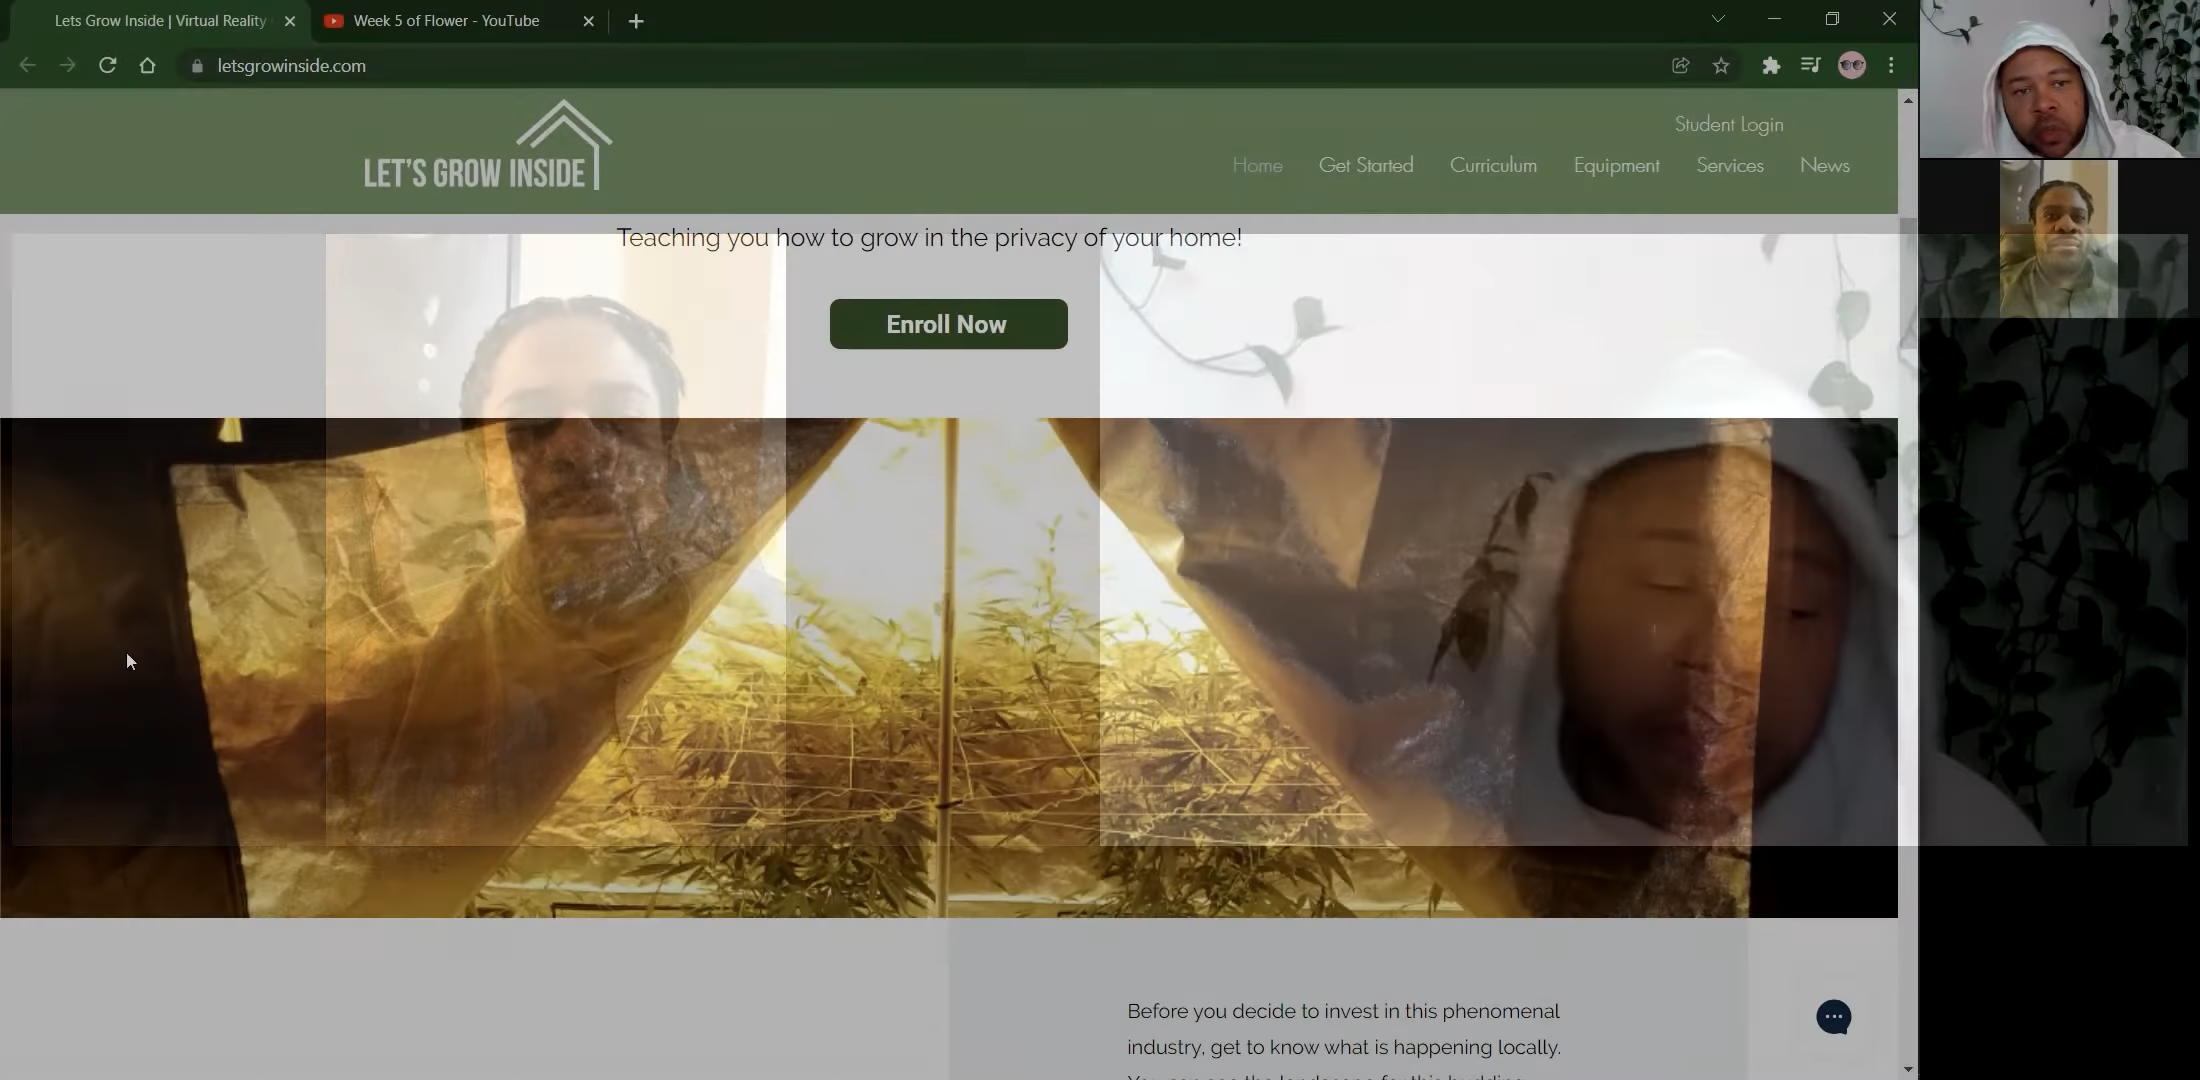 Lets Grow Inside | Virtual Reality
Week 5 of Flower - YouTube
letsgrowinside.com
LET'S GROW INSIDE
Student Login
Home Get Started Curriculum Equipment Services News
Teaching you how to grow in the privacy of your home!
Enroll Now
Before you decide to invest in this phenomenal
industry, get to know what is happening locally.